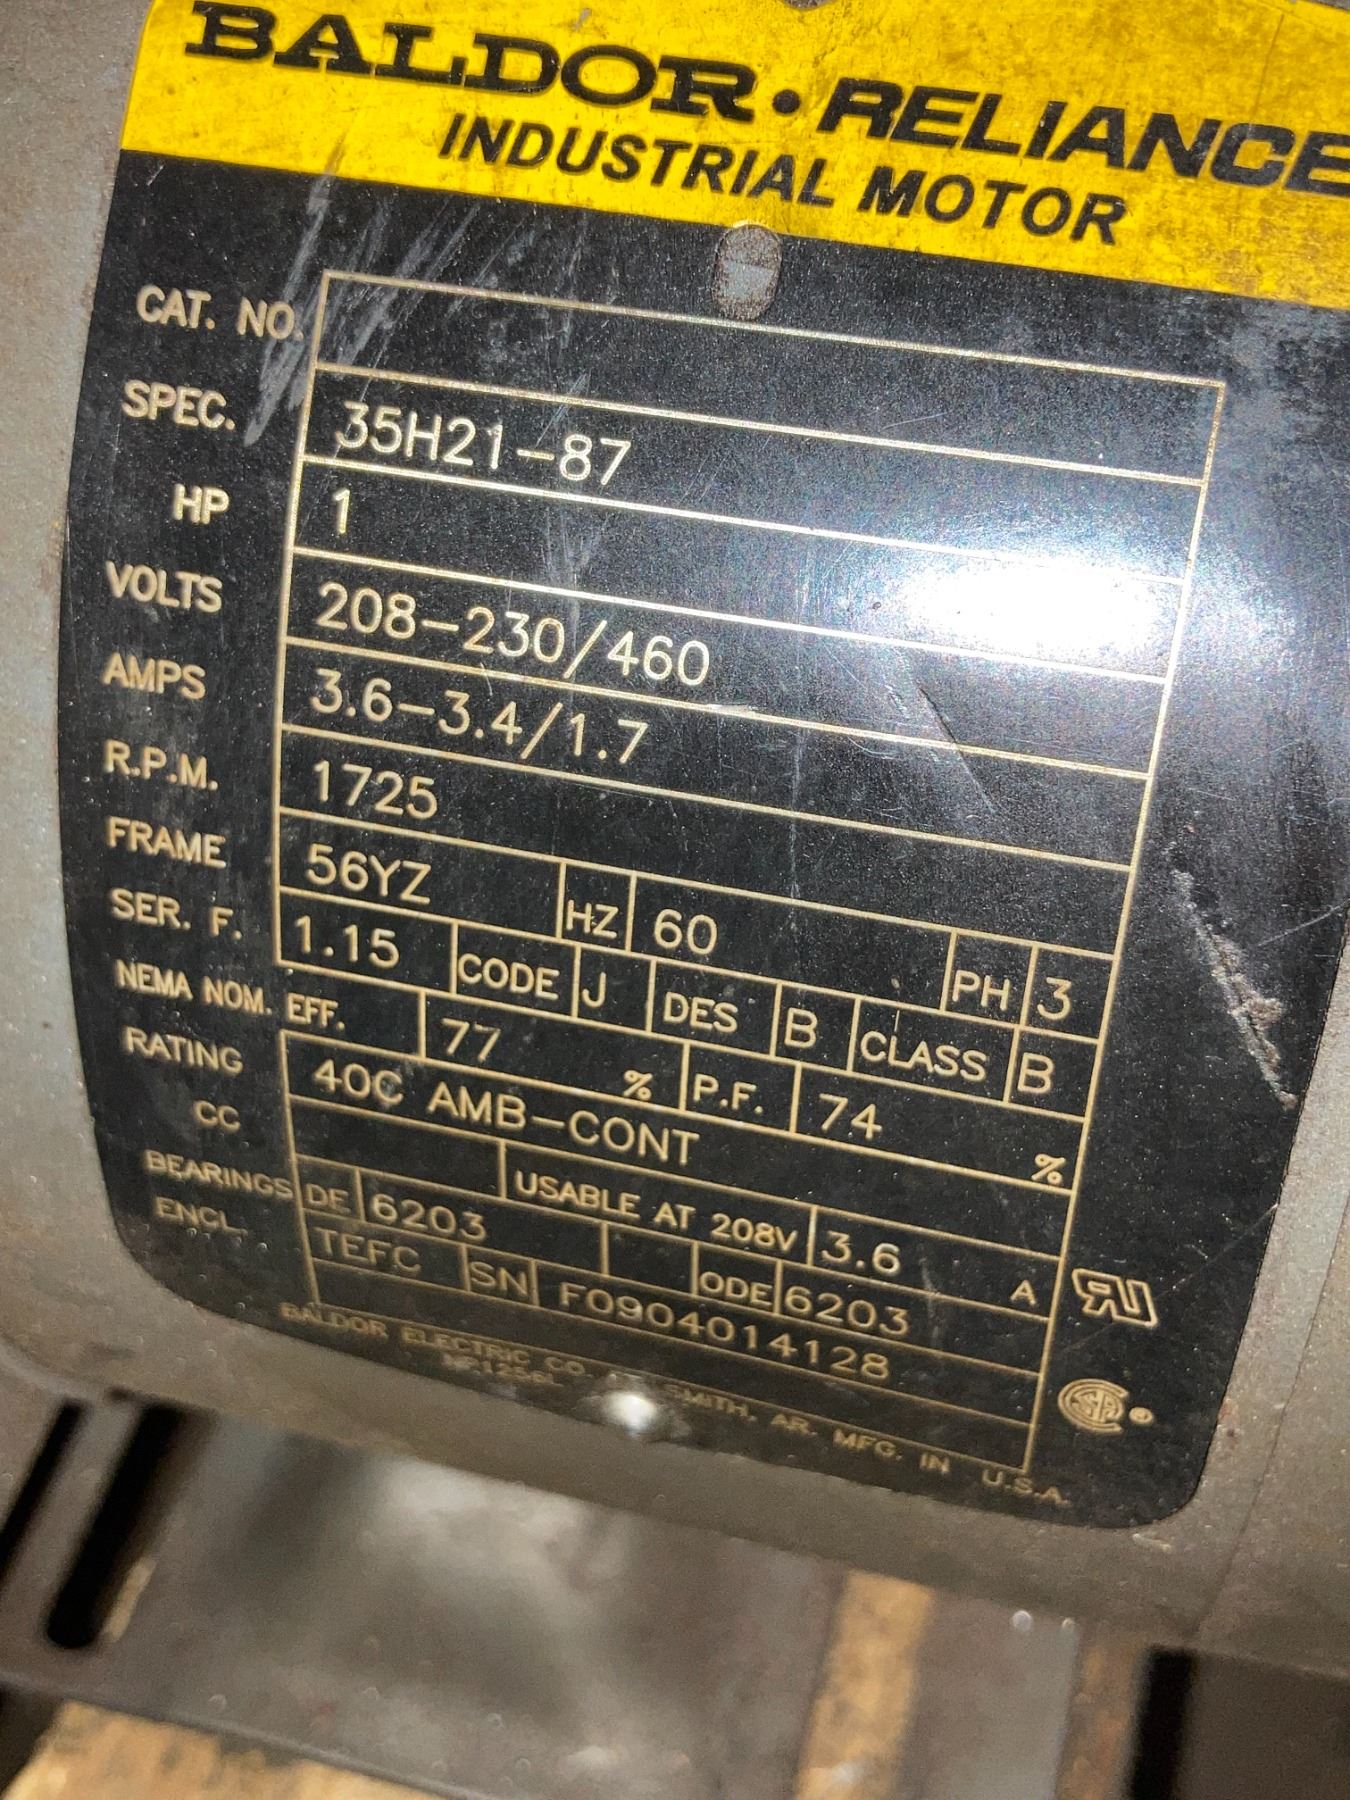 BALDOR • RELIANCE
INDUSTRIAL MOTOR
CAT. NO.
SPEC. 35H21-87
HP 1
VOLTS 208-230/460
AMPS 3.6-3.4/1.7
R.P.M. 1725
FRAME 56YZ HZ 60 PH 3
SER. F. 1.15 CODE J DES B CLASS B
NEMA NOM. EFF. 77 % P.F. 74 %
RATING 40C AMB-CONT
CC USABLE AT 208V 3.6 A
BEARINGS DE 6203 ODE 6203
ENCL. TEFC SN F0904014128
BALDOR ELECTRIC CO. SMITH, AR. MFG. IN U.S.A.